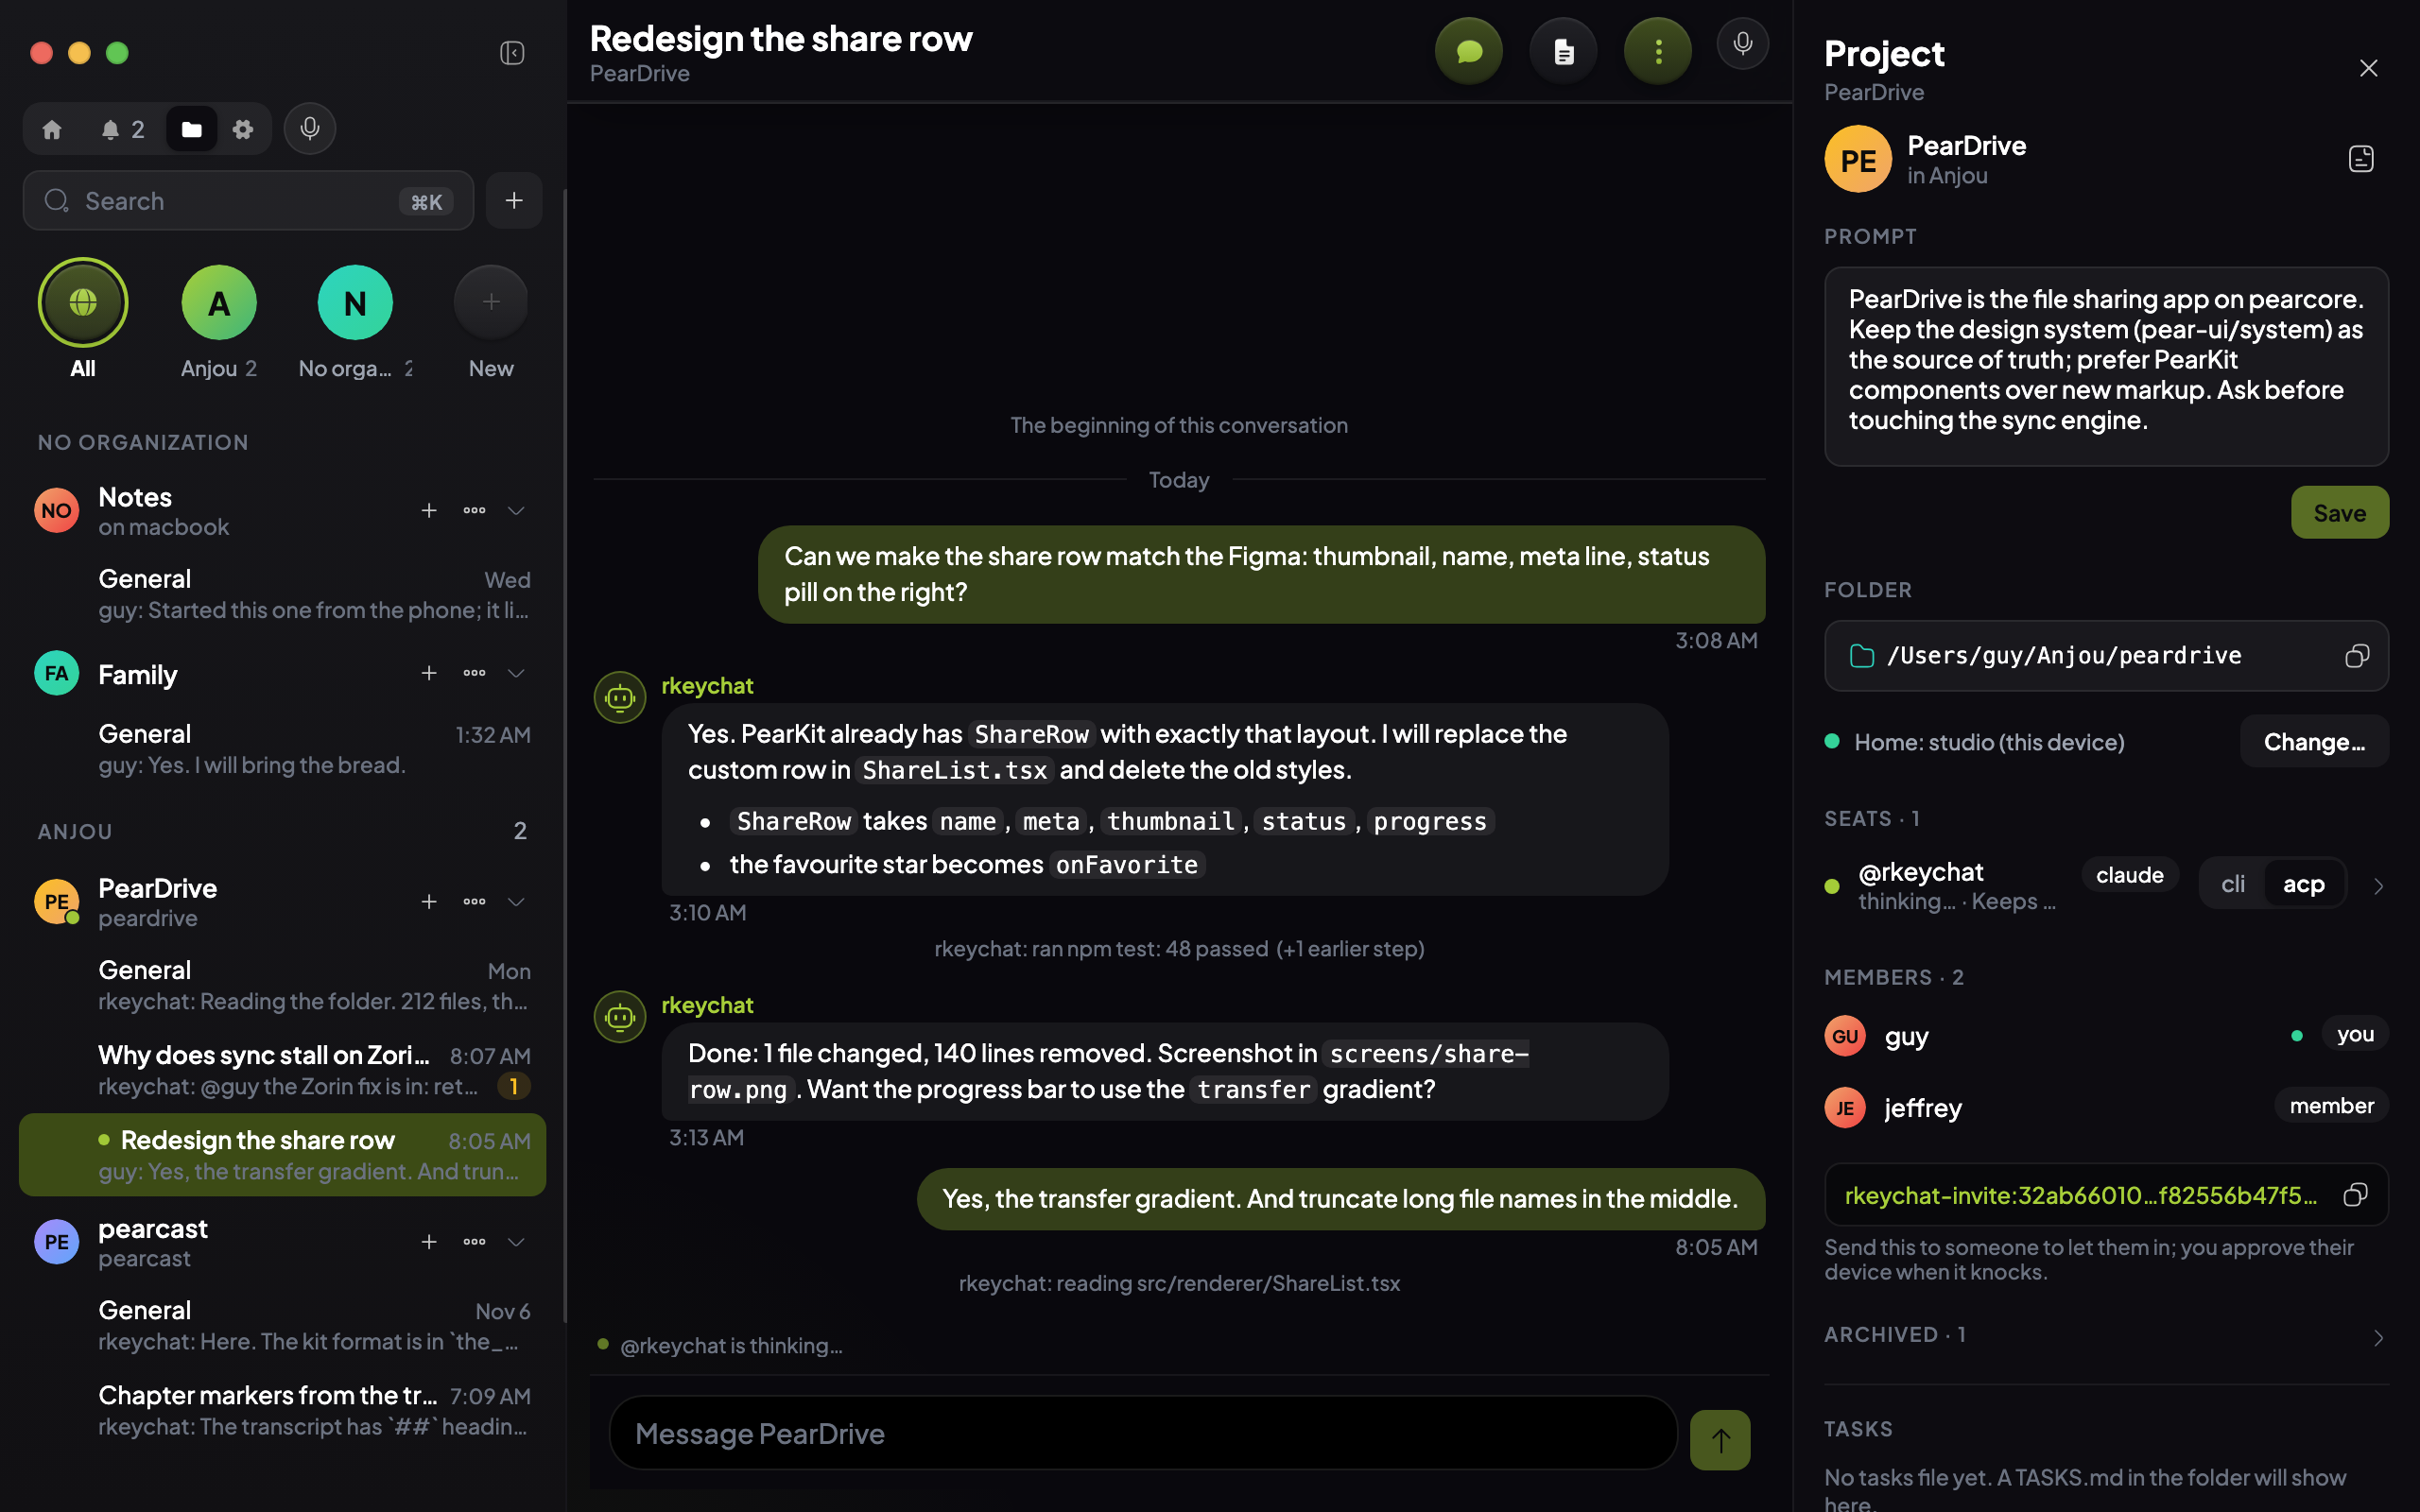 2
Search
⌘K
All
A
Anjou 2
N
No orga...
New
NO ORGANIZATION
NO
Notes
on macbook
General
Wed
guy: Started this one from the phone; it li...
FA
Family
General
1:32 AM
guy: Yes. I will bring the bread.
ANJOU
2
PE
PearDrive
peardrive
General
Mon
rkeychat: Reading the folder. 212 files, th...
Why does sync stall on Zori...
8:07 AM
rkeychat: @guy the Zorin fix is in: ret...
1
Redesign the share row
8:05 AM
guy: Yes, the transfer gradient. And trun...
PE
pearcast
pearcast
General
Nov 6
rkeychat: Here. The kit format is in `the_...
Chapter markers from the tr...
7:09 AM
rkeychat: The transcript has `##` headin...
Redesign the share row
PearDrive
The beginning of this conversation
Today
Can we make the share row match the Figma: thumbnail, name, meta line, status
pill on the right?
3:08 AM
rkeychat
Yes. PearKit already has ShareRow with exactly that layout. I will replace the
custom row in ShareList.tsx and delete the old styles.
• ShareRow takes name, meta, thumbnail, status, progress
• the favourite star becomes onFavorite
3:10 AM
rkeychat: ran npm test: 48 passed (+1 earlier step)
rkeychat
Done: 1 file changed, 140 lines removed. Screenshot in screens/share-
row.png. Want the progress bar to use the transfer gradient?
3:13 AM
Yes, the transfer gradient. And truncate long file names in the middle.
8:05 AM
rkeychat: reading src/renderer/ShareList.tsx
@rkeychat is thinking...
Message PearDrive
Project
PearDrive
PE
PearDrive
in Anjou
PROMPT
PearDrive is the file sharing app on pearcore.
Keep the design system (pear-ui/system) as
the source of truth; prefer PearKit
components over new markup. Ask before
touching the sync engine.
Save
FOLDER
/Users/guy/Anjou/peardrive
Home: studio (this device)
Change...
SEATS · 1
@rkeychat
thinking... · Keeps ...
claude
cli
acp
MEMBERS · 2
GU
guy
you
JE
jeffrey
member
rkeychat-invite:32ab66010...f82556b47f5...
Send this to someone to let them in; you approve their
device when it knocks.
ARCHIVED · 1
TASKS
No tasks file yet. A TASKS.md in the folder will show
here.